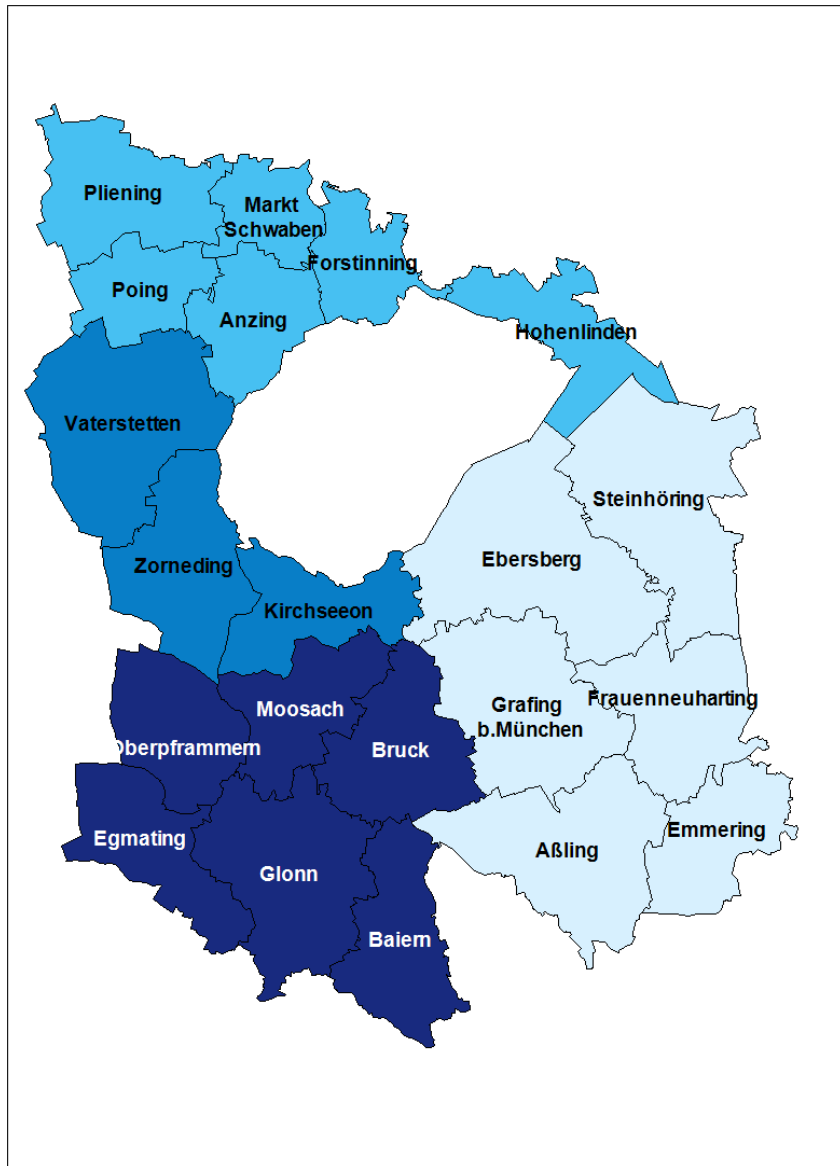 Pliening
Markt
Schwaben
Forstinning
Poing
Anzing
Hohenlinden
Vaterstetten
Steinhöring
Zorneding
Ebersberg
Kirchseeon
Moosach
Grafing
b.München
Frauenneuharting
Oberpframmern
Bruck
Egmating
Emmering
Aßling
Glonn
Baiern